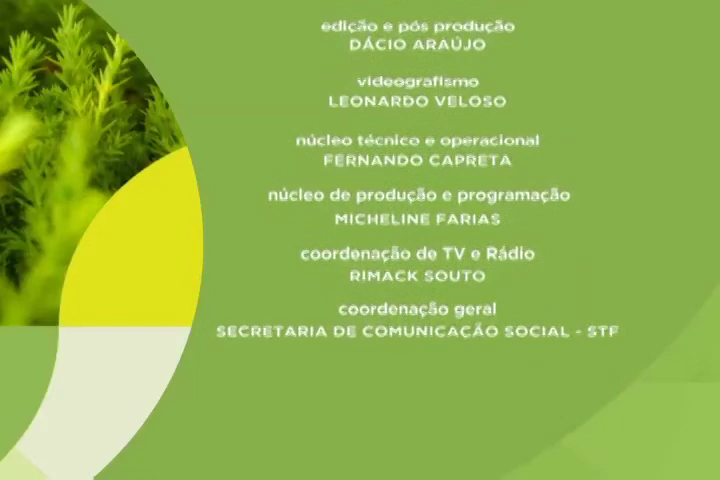 edição e pós produção
DÁCIO ARAÚJO
videografismo
LEONARDO VELOSO
núcleo técnico e operacional
FERNANDO CAPRETA
núcleo de produção e programação
MICHELINE FARIAS
coordenação de TV e Rádio
RIMACK SOUTO
coordenação geral
SECRETARIA DE COMUNICAÇÃO SOCIAL - STF